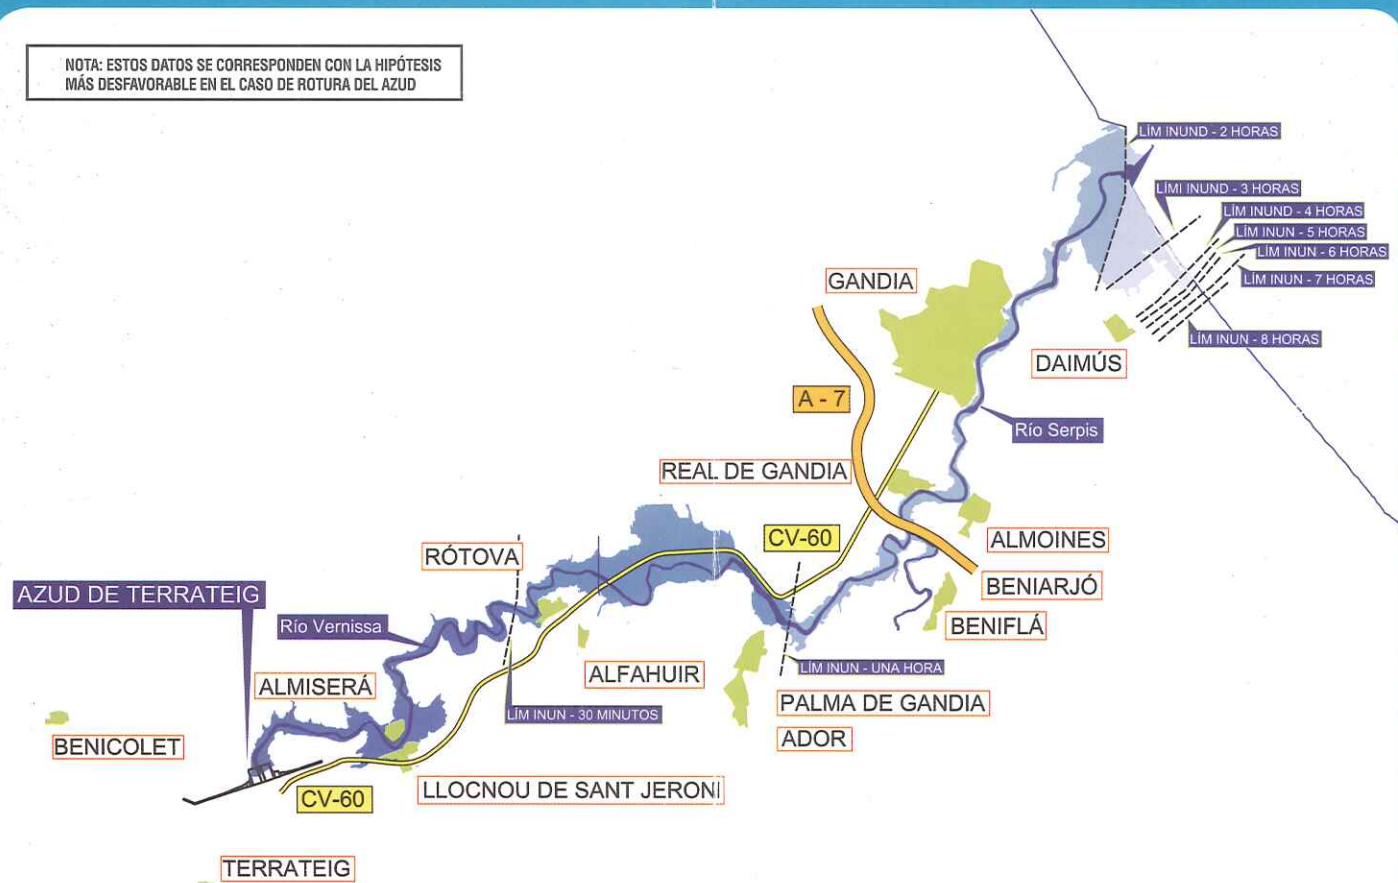 NOTA: ESTOS DATOS SE CORRESPONDEN CON LA HIPÓTESIS
MÁS DESFAVORABLE EN EL CASO DE ROTURA DEL AZUD
LÍM INUND - 2 HORAS
LÍMI INUND - 3 HORAS
LÍM INUND - 4 HORAS
LÍM INUN - 5 HORAS
LÍM INUN - 6 HORAS
LÍM INUN - 7 HORAS
LÍM INUN - 8 HORAS
GANDIA
DAIMÚS
A - 7
Río Serpis
REAL DE GANDIA
CV-60
ALMOINES
RÓTOVA
BENIARJÓ
AZUD DE TERRATEIG
Río Vernissa
BENIFLÁ
LÍM INUN - UNA HORA
ALFAHUIR
ALMISERÁ
PALMA DE GANDIA
LÍM INUN - 30 MINUTOS
ADOR
BENICOLET
LLOCNOU DE SANT JERONI
CV-60
TERRATEIG